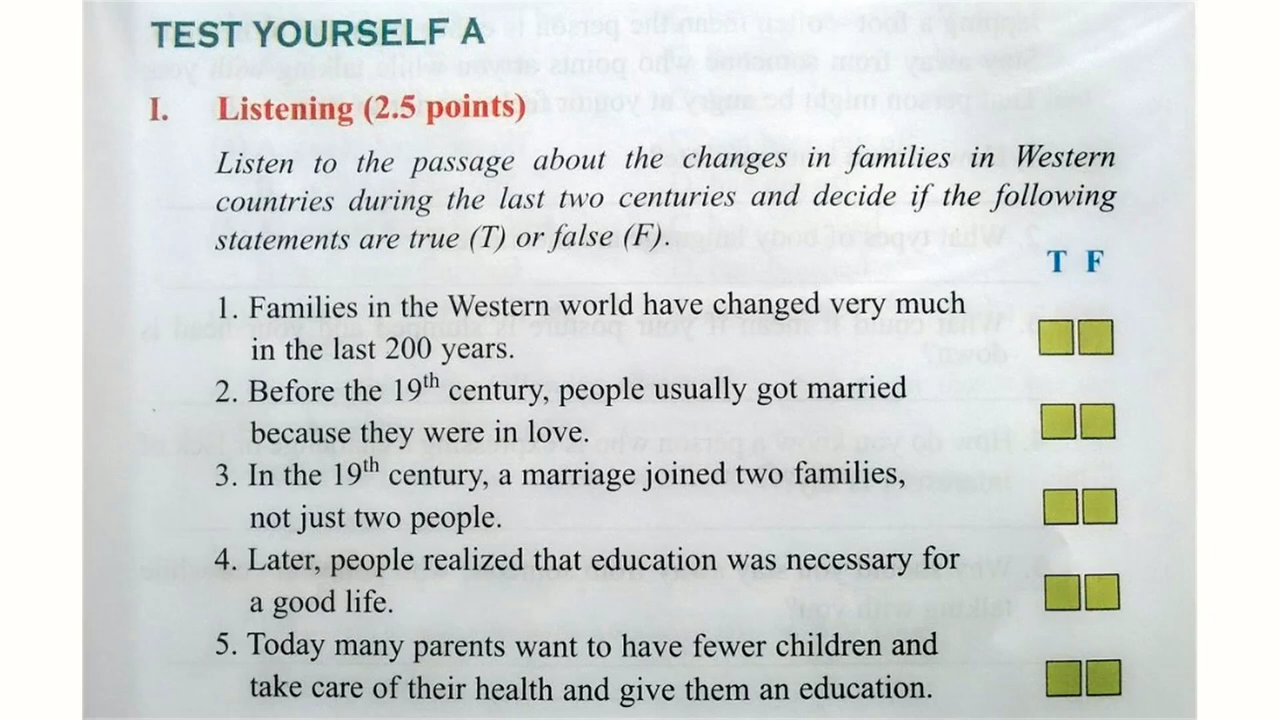 TEST YOURSELF A
I. Listening (2.5 points)
Listen to the passage about the changes in families in Western
countries during the last two centuries and decide if the following
statements are true (T) or false (F).
T F
1. Families in the Western world have changed very much
in the last 200 years.
2. Before the 19th century, people usually got married
because they were in love.
3. In the 19th century, a marriage joined two families,
not just two people.
4. Later, people realized that education was necessary for
a good life.
5. Today many parents want to have fewer children and
take care of their health and give them an education.